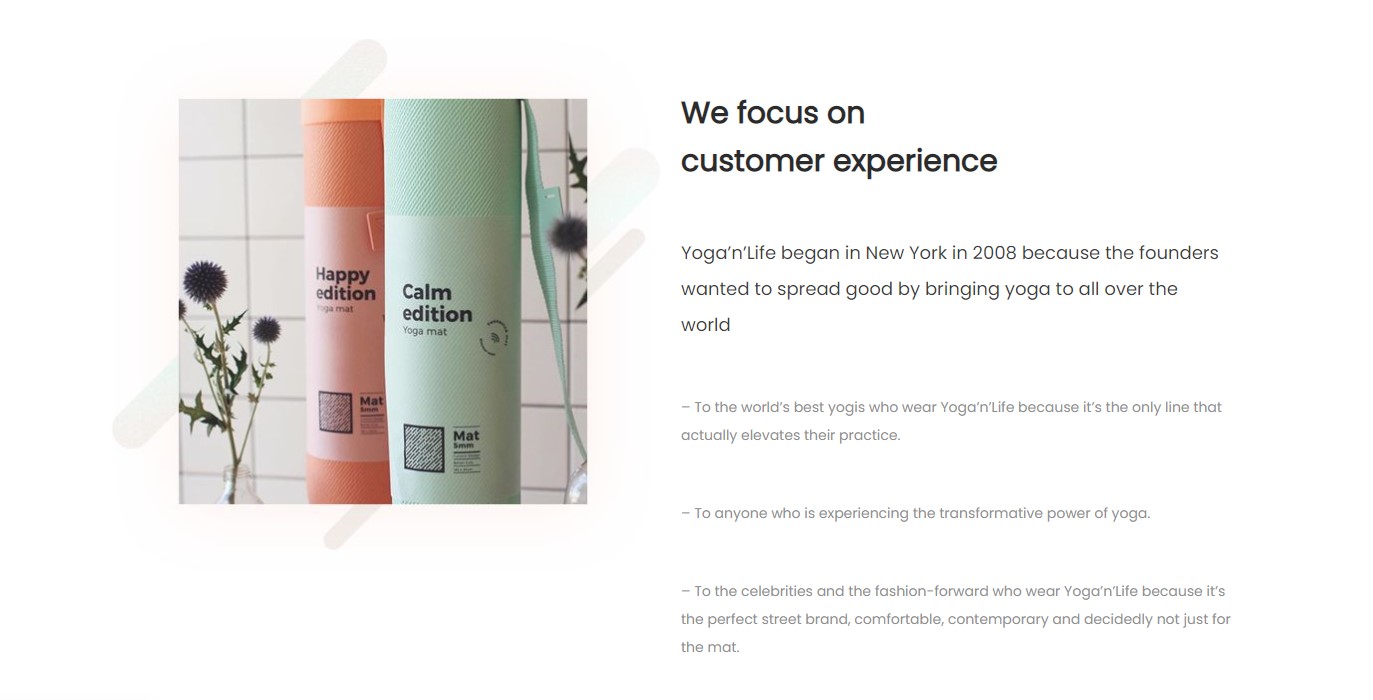 We focus on
customer experience
Yoga’n’Life began in New York in 2008 because the founders
wanted to spread good by bringing yoga to all over the
world
– To the world’s best yogis who wear Yoga’n’Life because it’s the only line that
actually elevates their practice.
– To anyone who is experiencing the transformative power of yoga.
– To the celebrities and the fashion-forward who wear Yoga’n’Life because it’s
the perfect street brand, comfortable, contemporary and decidedly not just for
the mat.
Happy
edition
Yoga mat
Mat
5mm
Calm
edition
Yoga mat
Mat
5mm